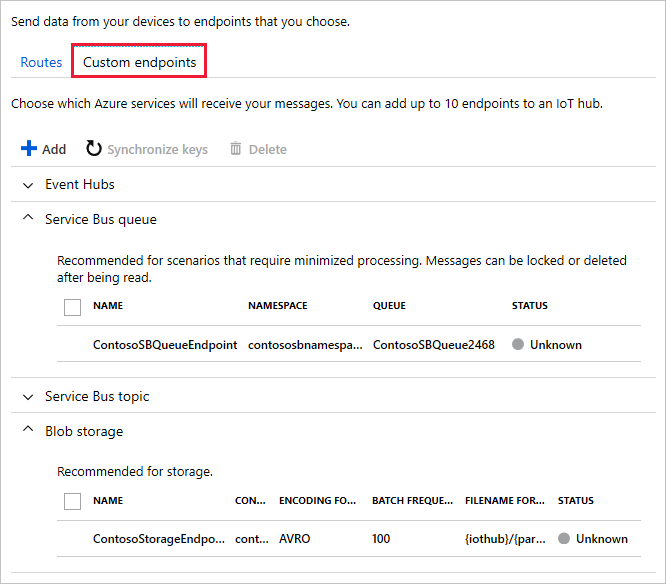 Send data from your devices to endpoints that you choose.
Routes Custom endpoints
Choose which Azure services will receive your messages. You can add up to 10 endpoints to an IoT hub.
Add Synchronize keys Delete
Event Hubs
Service Bus queue
Recommended for scenarios that require minimized processing. Messages can be locked or deleted
after being read.
NAME NAMESPACE QUEUE STATUS
ContosoSBQueueEndpoint contososbnamespa... ContosoSBQueue2468 Unknown
Service Bus topic
Blob storage
Recommended for storage.
NAME CON... ENCODING FO... BATCH FREQUE... FILENAME FOR... STATUS
ContosoStorageEndpo... cont... AVRO 100 {iothub}/{par... Unknown